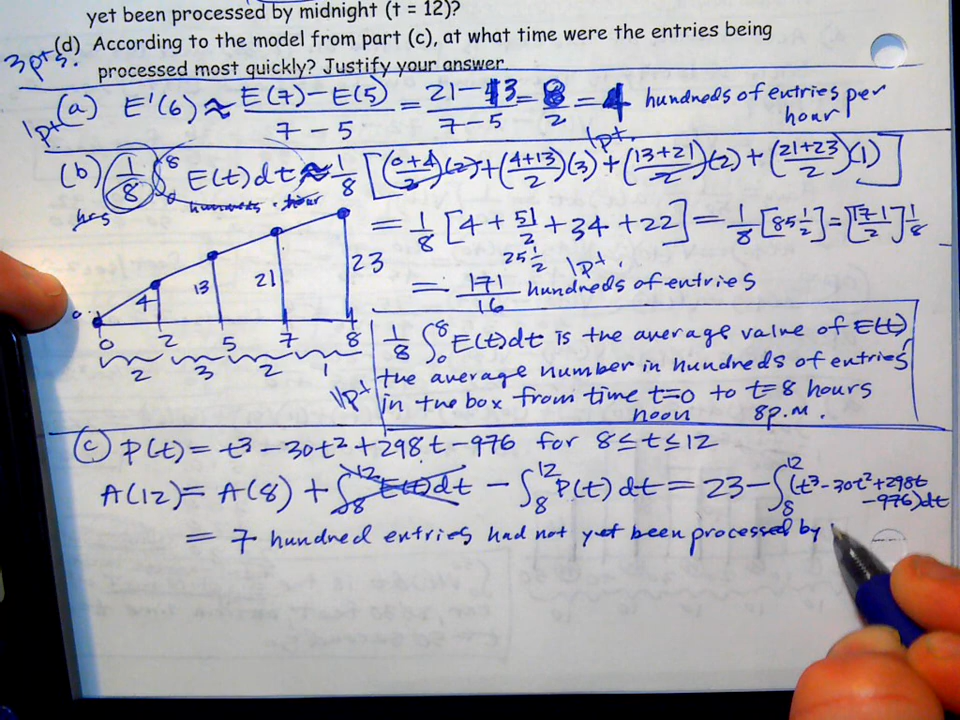 yet been processed by midnight (t = 12)?
(d) According to the model from part (c), at what time were the entries being
processed most quickly? Justify your answer.
3pts.
(a) E'(6) ≈ E(7)-E(5) / 7-5 = 21-13 / 7-5 = 8/2 = 4 hundreds of entries per hour
1pt
1pt.
(b) 1/8 ∫₀⁸ E(t)dt ≈ 1/8 [(0+4 / 2)(2)+(4+13 / 2)(3)+(13+21 / 2)(2)+(21+23 / 2)(1)]
hrs hundreds · hour
= 1/8 [4 + 51/2 + 34 + 22] = 1/8 [85 1/2] = [171/2] 1/8
25 1/2 1pt
= 171/16 hundreds of entries
0 4 13 21 23
0 2 5 7 8
2 3 2 1
1/8 ∫₀⁸ E(t)dt is the average value of E(t)
the average number in hundreds of entries
1pt in the box from time t=0 to t=8 hours
noon 8p.m.
(c) P(t) = t³ - 30t² + 298t - 976 for 8 ≤ t ≤ 12
A(12) = A(8) + ∫₈¹² E(t)dt - ∫₈¹² P(t) dt = 23 - ∫₈¹² (t³ - 30t² + 298t
- 976)dt
= 7 hundred entries had not yet been processed by